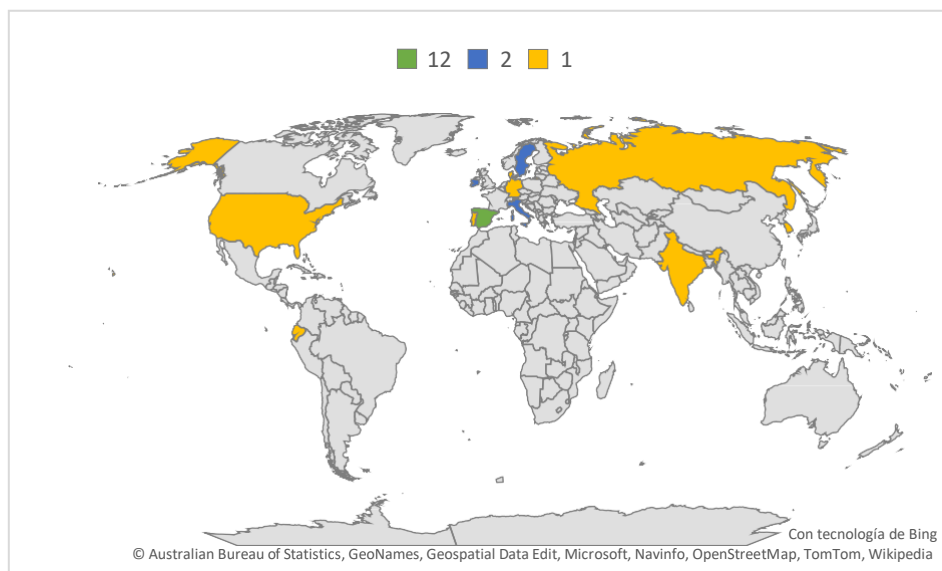 12 2 1
Con tecnología de Bing
© Australian Bureau of Statistics, GeoNames, Geospatial Data Edit, Microsoft, Navinfo, OpenStreetMap, TomTom, Wikipedia